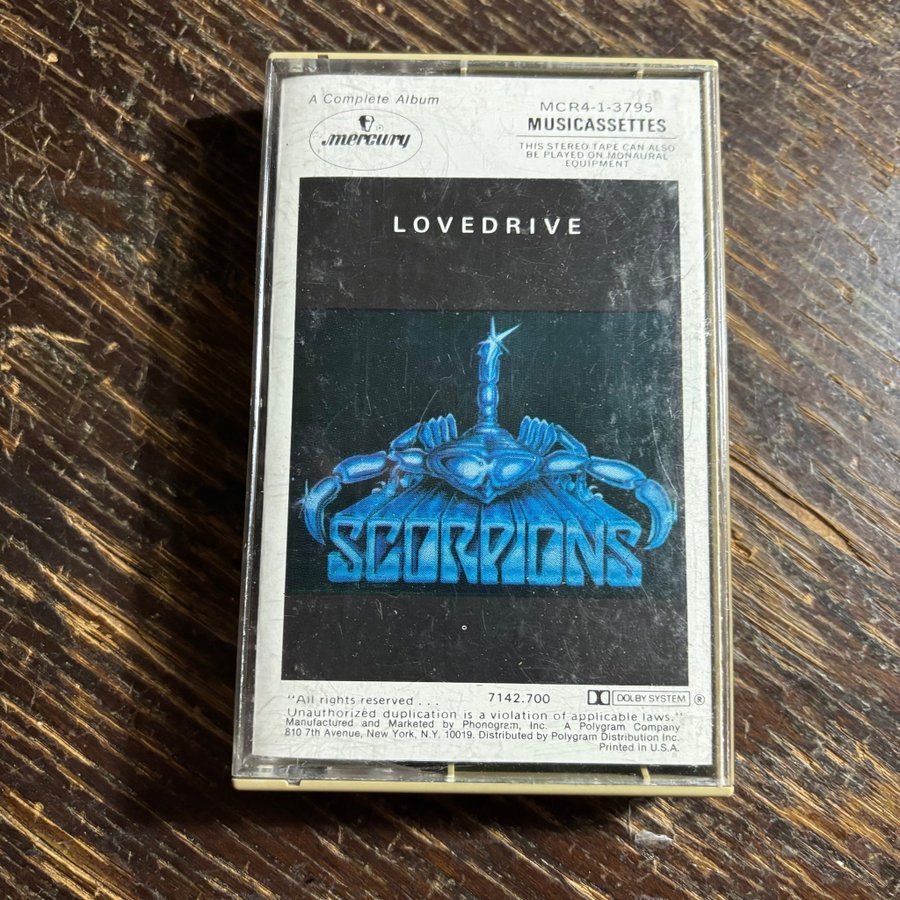 A Complete Album
mercury ®
MCR4-1-3795
MUSICASSETTES
THIS STEREO TAPE CAN ALSO
BE PLAYED ON MONAURAL
EQUIPMENT
LOVEDRIVE
SCORPIONS
"All rights reserved . . . 7142.700 DOLBY SYSTEM ®
Unauthorized duplication is a violation of applicable laws."
Manufactured and Marketed by Phonogram, Inc. A Polygram Company
810 7th Avenue, New York, N.Y. 10019. Distributed by Polygram Distribution Inc.
Printed in U.S.A.